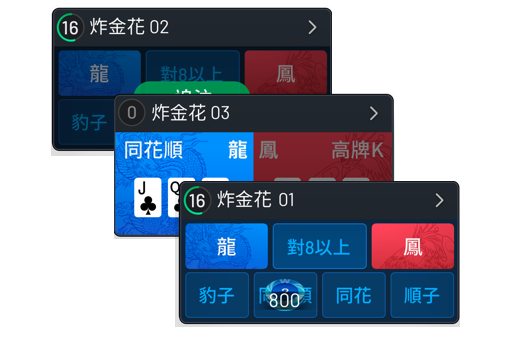 16 炸金花 02 >
龍 對8以上 鳳
豹子
0 炸金花 03 >
同花順 龍 鳳 高牌K
J Q
16 炸金花 01 >
龍 對8以上 鳳
豹子 800 同花 順子